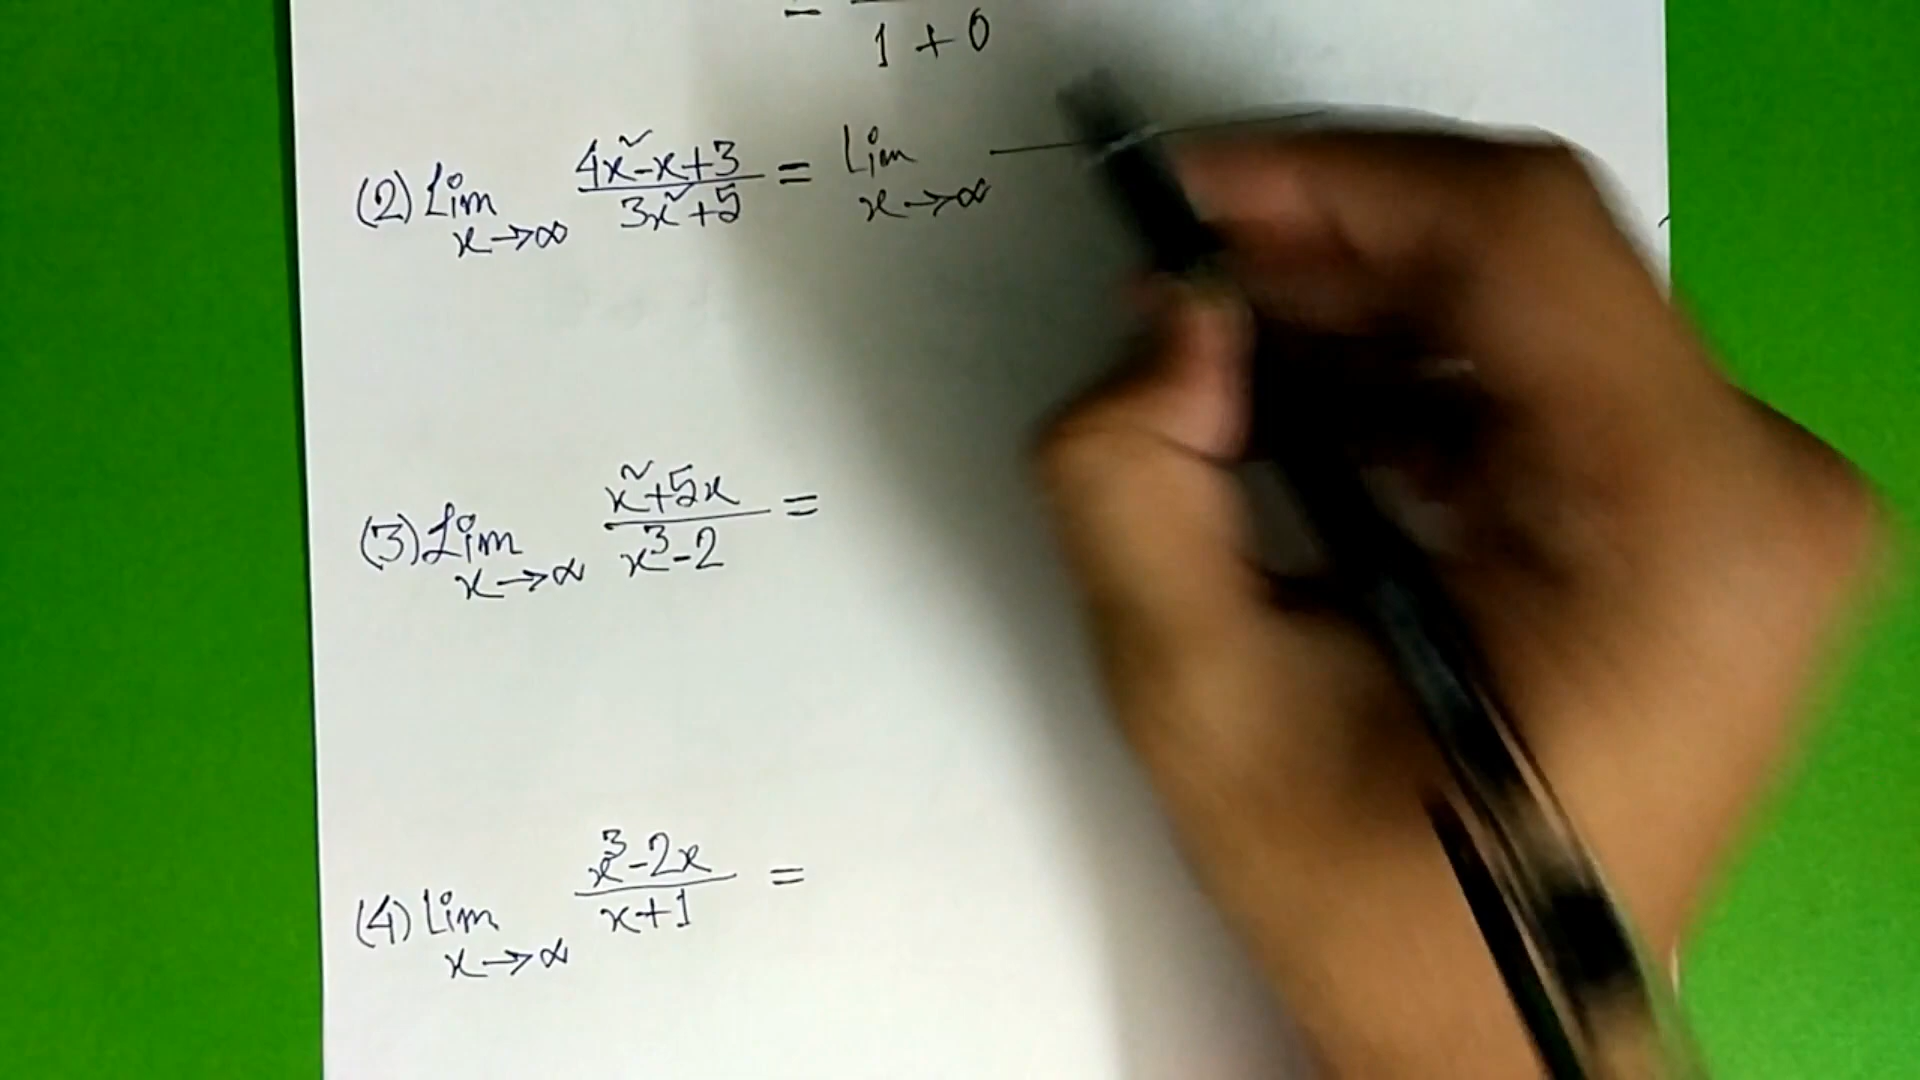 = 
1 + 0
(2) Lim x→∞ 4x²-x+3 / 3x²+5 = Lim x→∞
(3) Lim x→∞ x²+5x / x³-2 =
(4) Lim x→∞ x³-2x / x+1 =